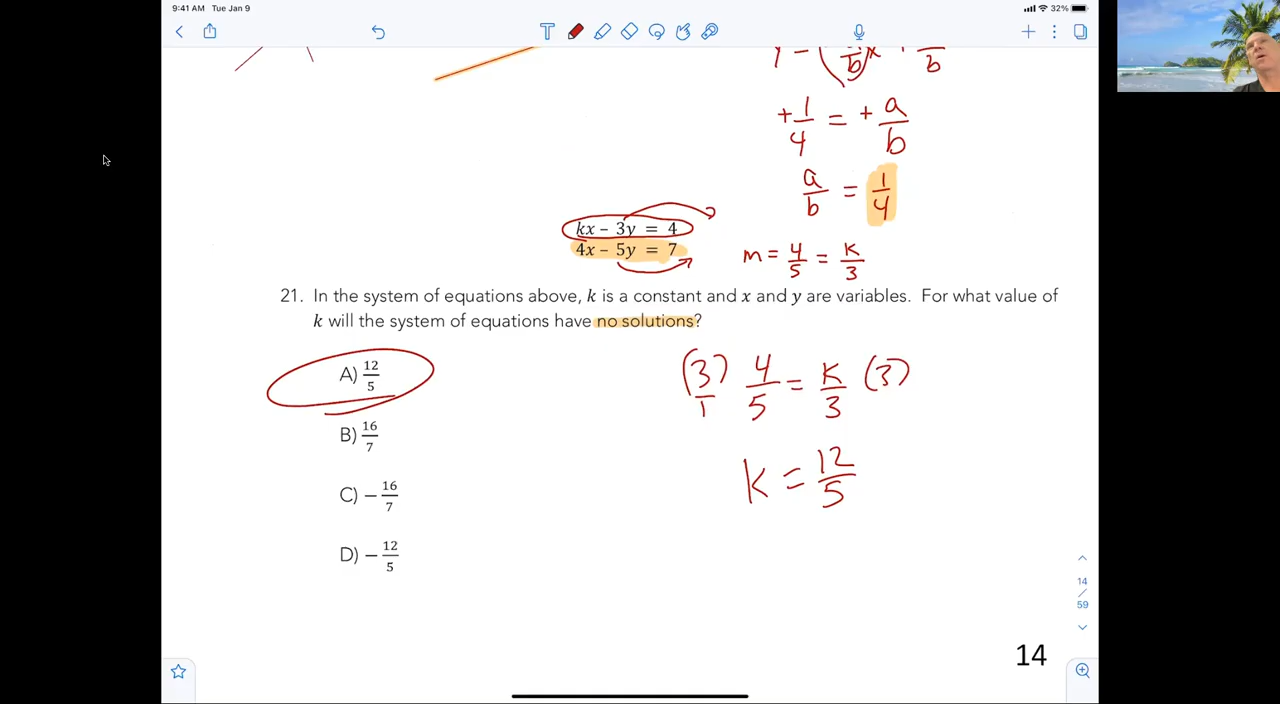 9:41 AM Tue Jan 9
32%
b
+1/4 = +a/b
a/b = 1/4
kx – 3y = 4
4x – 5y = 7
m = 4/5 = k/3
21. In the system of equations above, k is a constant and x and y are variables. For what value of
k will the system of equations have no solutions?
A) 12/5
(3)/1 4/5 = k/3 (3)
B) 16/7
k = 12/5
C) – 16/7
D) – 12/5
14
/
59
14